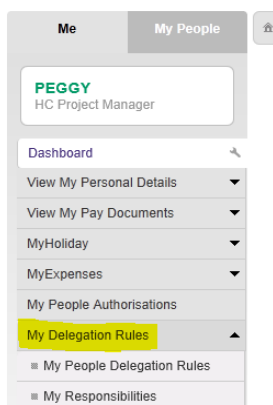 Me
My People
PEGGY
HC Project Manager
Dashboard
View My Personal Details
View My Pay Documents
MyHoliday
MyExpenses
My People Authorisations
My Delegation Rules
My People Delegation Rules
My Responsibilities